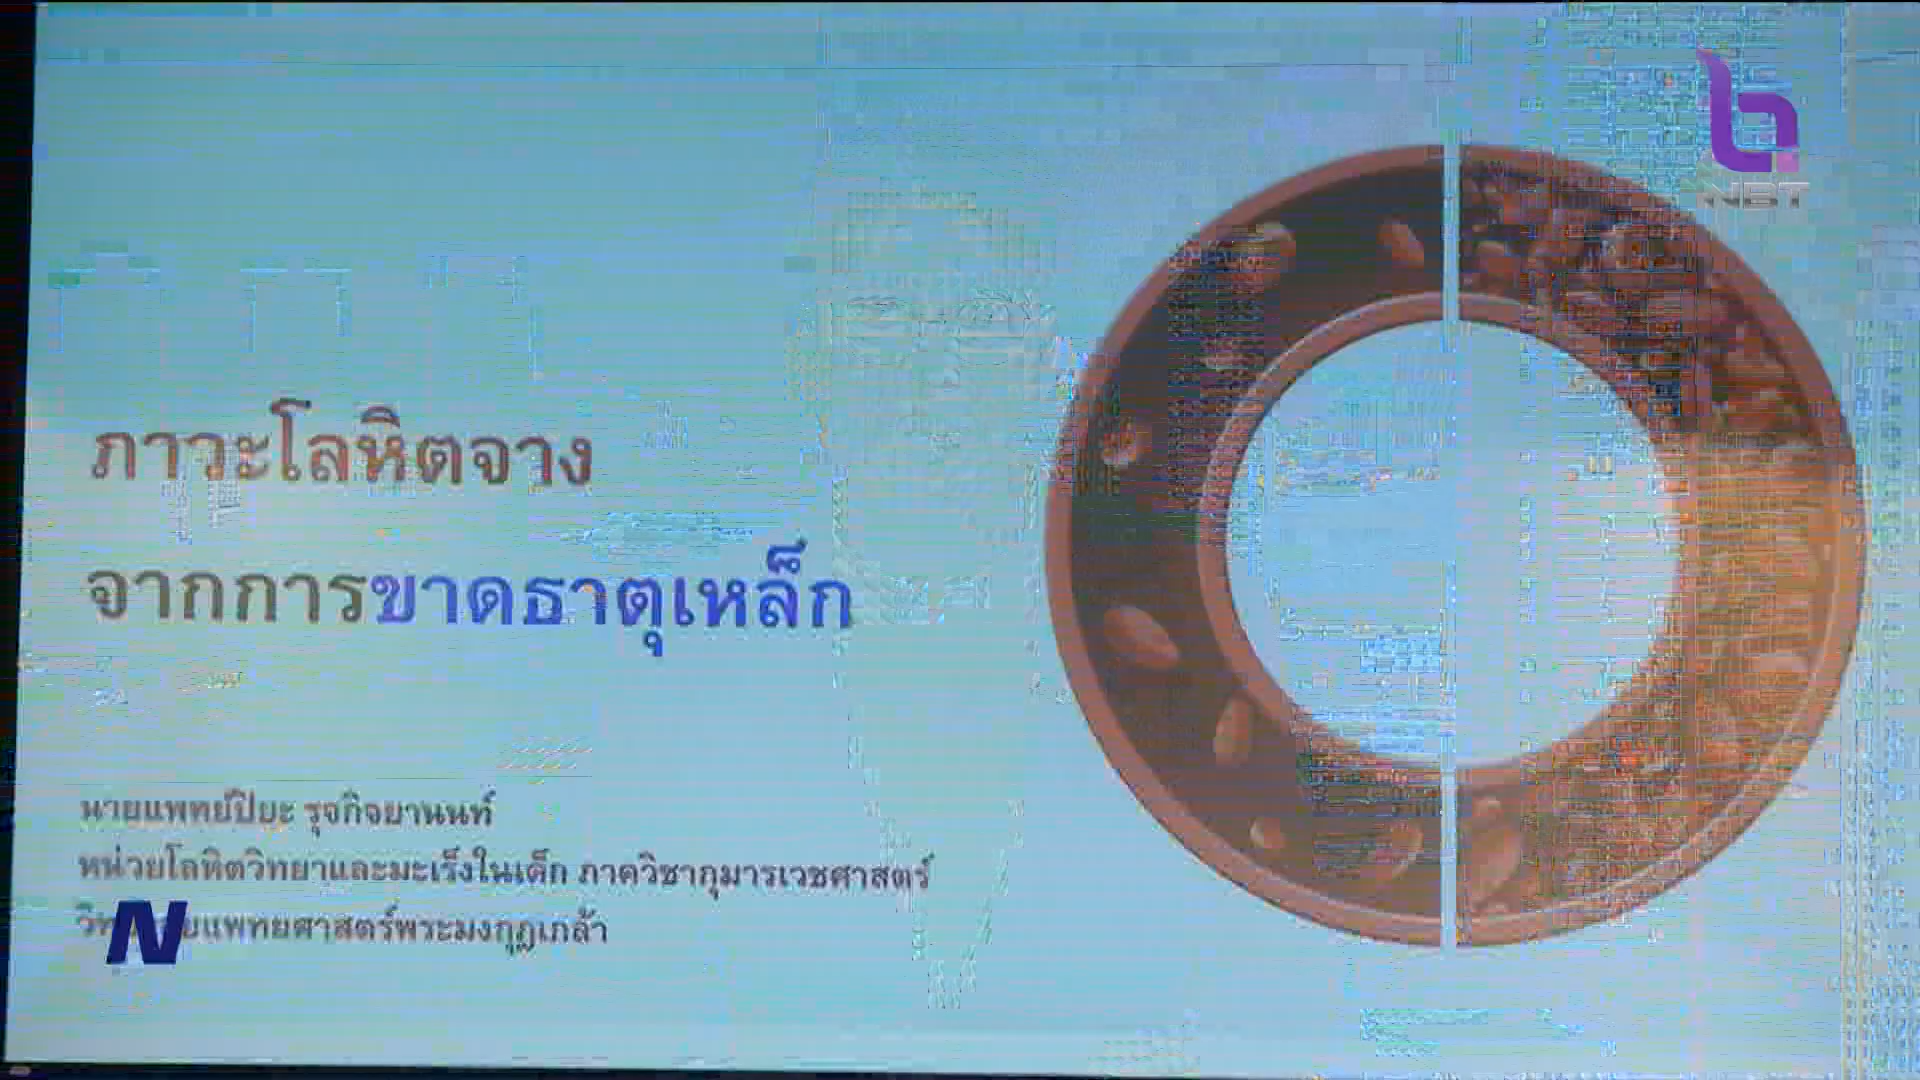 NBT
ภาวะโลหิตจาง
จากการขาดธาตุเหล็ก
นายแพทย์ปิยะ รุจกิจยานนท์
หน่วยโลหิตวิทยาและมะเร็งในเด็ก ภาควิชากุมารเวชศาสตร์
แพทยศาสตร์พระมงกุฎเกล้า
N